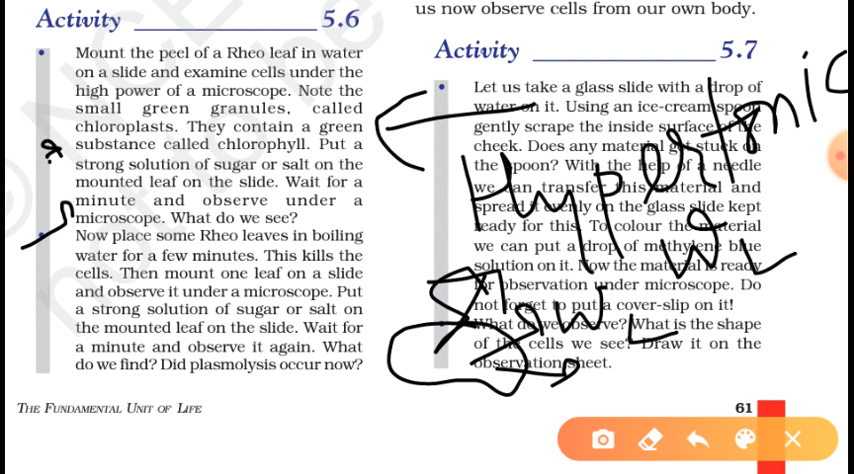 us now observe cells from our own body.
Activity _______________ 5.6
• Mount the peel of a Rheo leaf in water
on a slide and examine cells under the
high power of a microscope. Note the
small green granules, called
chloroplasts. They contain a green
substance called chlorophyll. Put a
strong solution of sugar or salt on the
mounted leaf on the slide. Wait for a
minute and observe under a
microscope. What do we see?
Now place some Rheo leaves in boiling
water for a few minutes. This kills the
cells. Then mount one leaf on a slide
and observe it under a microscope. Put
a strong solution of sugar or salt on
the mounted leaf on the slide. Wait for
a minute and observe it again. What
do we find? Did plasmolysis occur now?
Activity _______________ 5.7
• Let us take a glass slide with a drop of
water on it. Using an ice-cream spoon
gently scrape the inside surface of the
cheek. Does any material get stuck on
the spoon? With the help of a needle
we can transfer this material and
spread it evenly on the glass slide kept
ready for this. To colour the material
we can put a drop of methylene blue
solution on it. Now the material is ready
for observation under microscope. Do
not forget to put a cover-slip on it!
What do we observe? What is the shape
of the cells we see? Draw it on the
observation sheet.
Hypertonic
THE FUNDAMENTAL UNIT OF LIFE
61